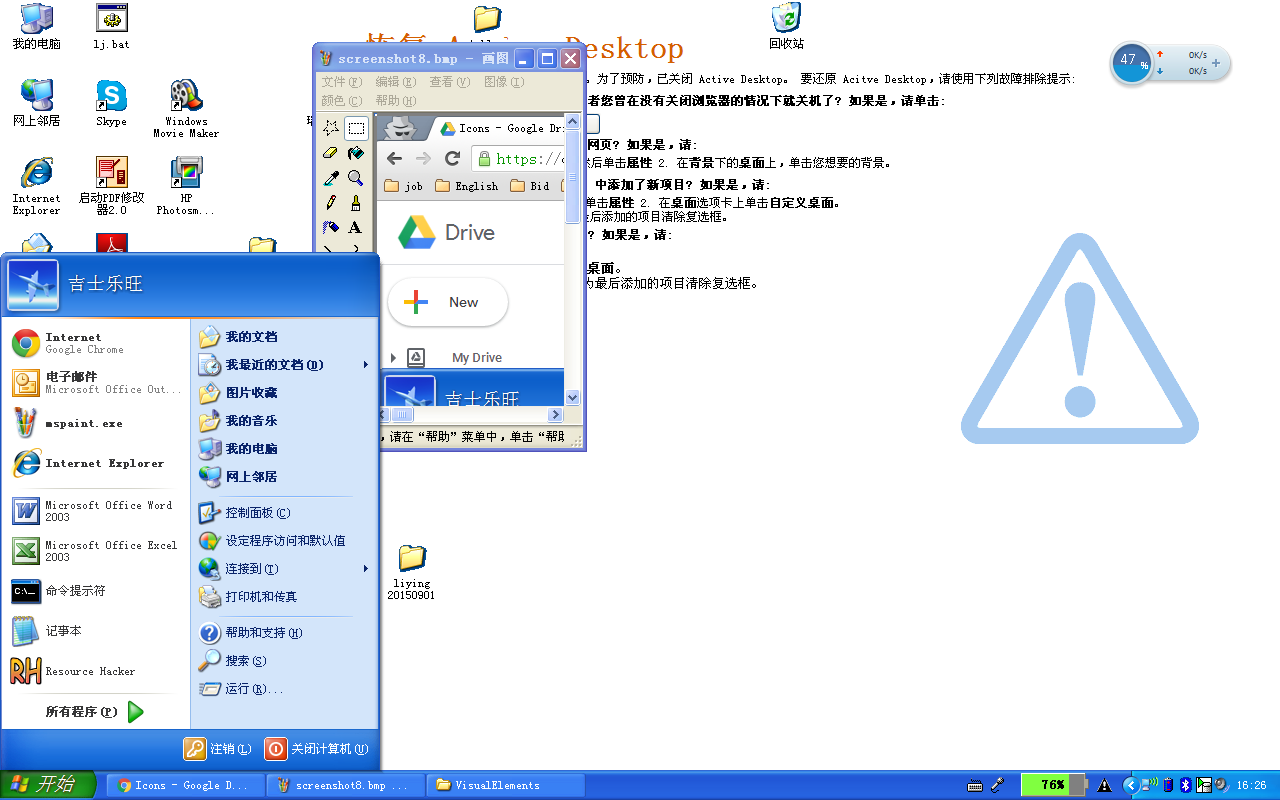 我的电脑
lj.bat
回收站
恢复 Active Desktop
screenshot8.bmp - 画图
47%
0K/s
0K/s
。为了预防，已关闭 Active Desktop。 要还原 Acitve Desktop，请使用下列故障排除提示：
文件(F) 编辑(E) 查看(V) 图像(I)
颜色(C) 帮助(H)
者您曾在没有关闭浏览器的情况下就关机了？如果是，请单击：
网上邻居
Skype
Windows
Movie Maker
Icons - Google Dri
https://
网页？如果是，请：
然后单击属性 2. 在背景下的桌面上，单击您想要的背景。
job English Bid
中添加了新项目？如果是，请：
单击属性 2. 在桌面选项卡上单击自定义桌面。
最后添加的项目清除复选框。
Internet
Explorer
启动PDF修改
器2.0
HP
Photosm...
Drive
？如果是，请：
桌面。
为最后添加的项目清除复选框。
New
My Drive
吉士乐旺
，请在“帮助”菜单中，单击“帮助
吉士乐旺
Internet
Google Chrome
电子邮件
Microsoft Office Out...
mspaint.exe
Internet Explorer
Microsoft Office Word
2003
Microsoft Office Excel
2003
命令提示符
记事本
Resource Hacker
所有程序(P)
我的文档
我最近的文档(D)
图片收藏
我的音乐
我的电脑
网上邻居
控制面板(C)
设定程序访问和默认值
连接到(T)
打印机和传真
帮助和支持(H)
搜索(S)
运行(R)...
注销(L) 关闭计算机(U)
liying
20150901
开始
Icons - Google D...
screenshot8.bmp ...
VisualElements
76%
16:26